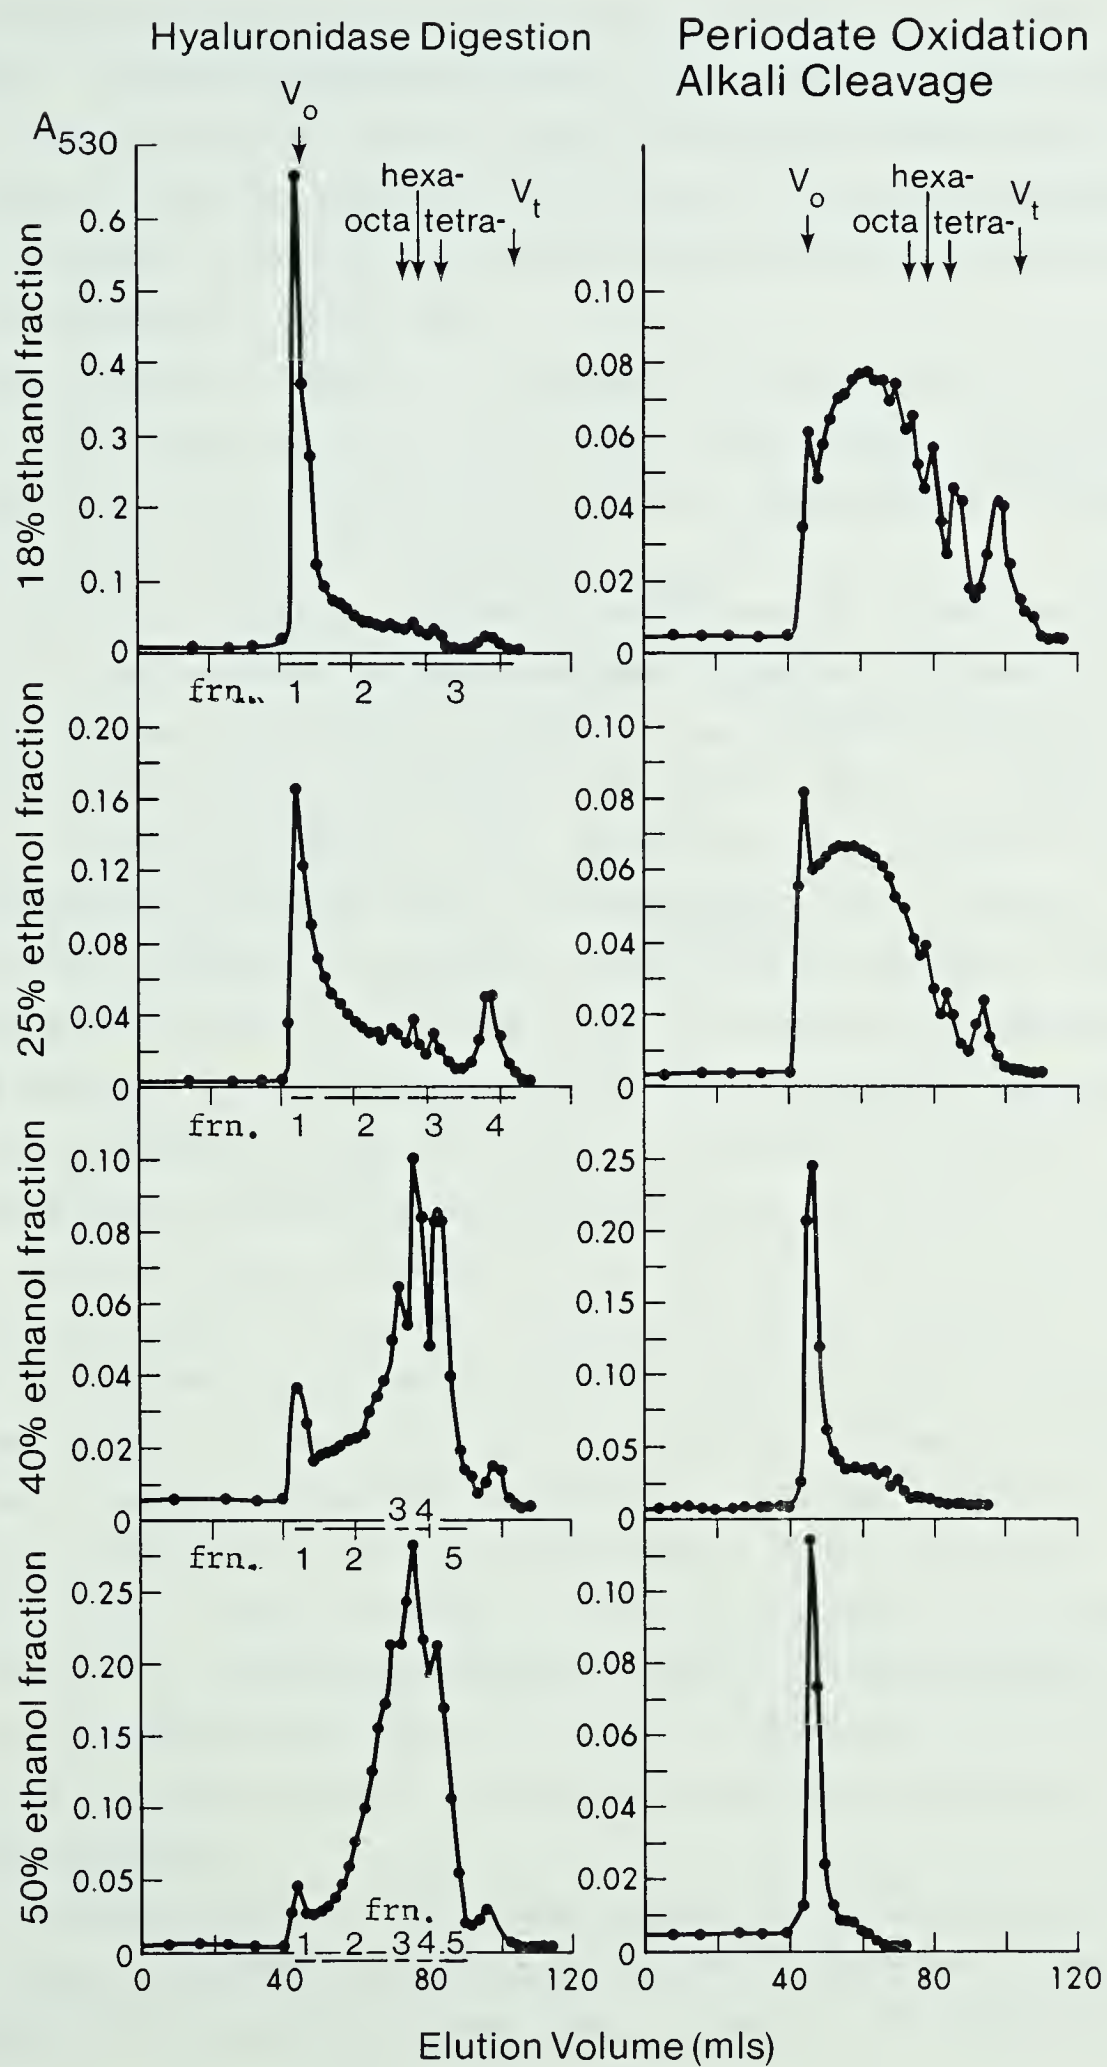 Hyaluronidase Digestion
Periodate Oxidation
Alkali Cleavage
A530
Vo
hexa-
octa tetra-
Vt
0.6
0.5
0.4
0.3
0.2
0.1
0
18% ethanol fraction
frn. 1 2 3
Vo
hexa-
octa tetra-
Vt
0.10
0.08
0.06
0.04
0.02
0
25% ethanol fraction
0.20
0.16
0.12
0.08
0.04
0
frn. 1 2 3 4
0.10
0.08
0.06
0.04
0.02
0
40% ethanol fraction
0.10
0.08
0.06
0.04
0.02
0
3 4
frn. 1 2 5
0.25
0.20
0.15
0.10
0.05
0
50% ethanol fraction
0.25
0.20
0.15
0.10
0.05
0
frn.
1 2 3 4 5
0 40 80 120
0.10
0.08
0.06
0.04
0.02
0
0 40 80 120
Elution Volume (mls)